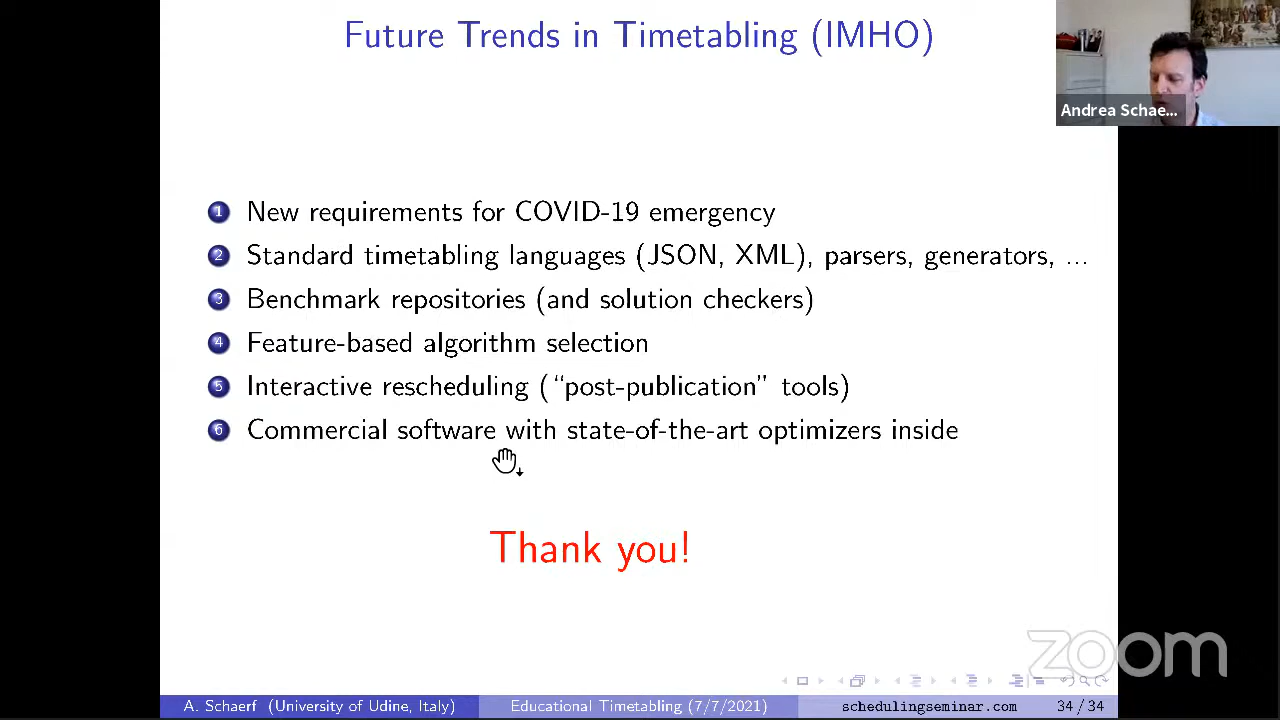 Future Trends in Timetabling (IMHO)
Andrea Schae...
1 New requirements for COVID-19 emergency
2 Standard timetabling languages (JSON, XML), parsers, generators, ...
3 Benchmark repositories (and solution checkers)
4 Feature-based algorithm selection
5 Interactive rescheduling (“post-publication” tools)
6 Commercial software with state-of-the-art optimizers inside
Thank you!
zoom
A. Schaerf (University of Udine, Italy) Educational Timetabling (7/7/2021) schedulingseminar.com 34 / 34